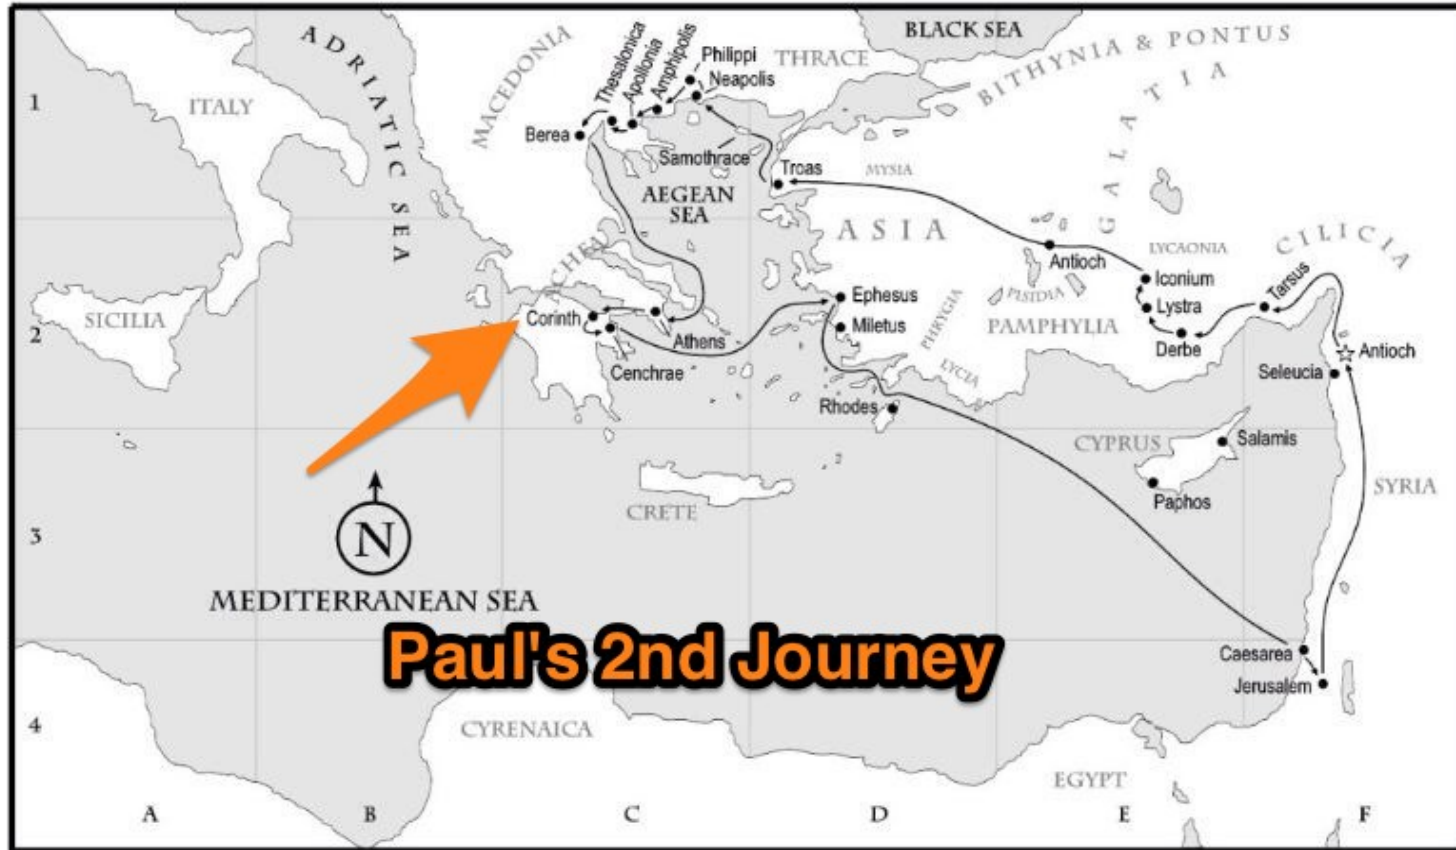 BLACK SEA
ADRIATIC SEA
MACEDONIA
Thesalonica
Apollonia
Amphipolis
Philippi
Neapolis
THRACE
BITHYNIA & PONTUS
GALATIA
1
ITALY
Berea
Samothrace
Troas
MYSIA
AEGEAN
SEA
ASIA
Antioch
LYCAONIA
CILICIA
ACHEA
Iconium
Tarsus
Ephesus
PHRYGIA
PISIDIA
Lystra
SICILIA
Corinth
2
Miletus
PAMPHYLIA
Athens
Derbe
Antioch
Cenchrae
LYCIA
Seleucia
Rhodes
CYPRUS
Salamis
Paphos
SYRIA
CRETE
3
N
MEDITERRANEAN SEA
Paul's 2nd Journey
Caesarea
Jerusalem
4
CYRENAICA
EGYPT
A
B
C
D
E
F